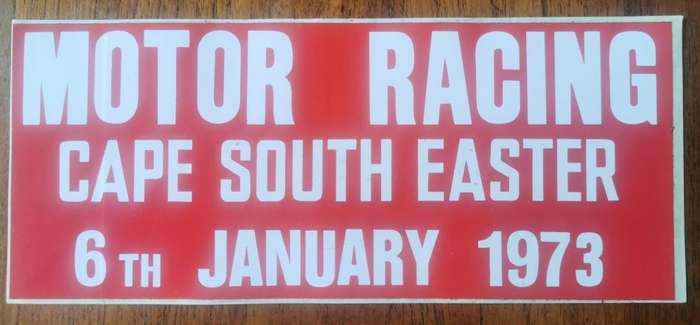 MOTOR RACING
CAPE SOUTH EASTER
6TH JANUARY 1973